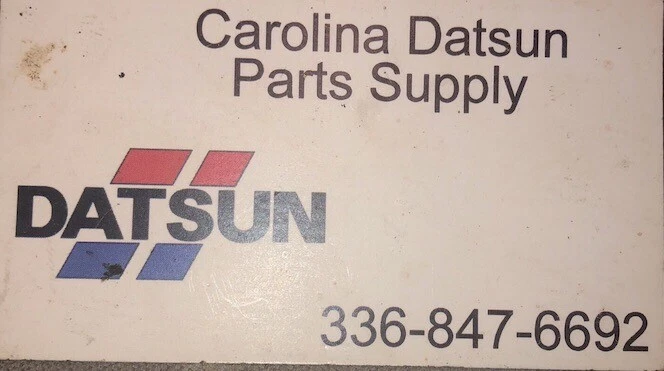 Carolina Datsun
Parts Supply
DATSUN
336-847-6692